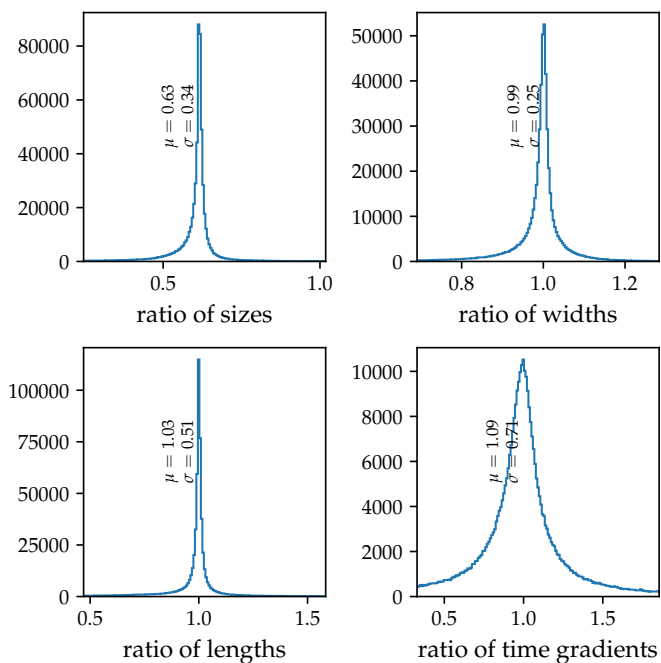 80000
60000
40000
20000
0
μ = 0.63
σ = 0.34
0.5
1.0
ratio of sizes
50000
40000
30000
20000
10000
0
μ = 0.99
σ = 0.25
0.8
1.0
1.2
ratio of widths
100000
75000
50000
25000
0
μ = 1.03
σ = 0.51
0.5
1.0
1.5
ratio of lengths
10000
8000
6000
4000
2000
0
μ = 1.09
σ = 0.71
0.5
1.0
1.5
ratio of time gradients